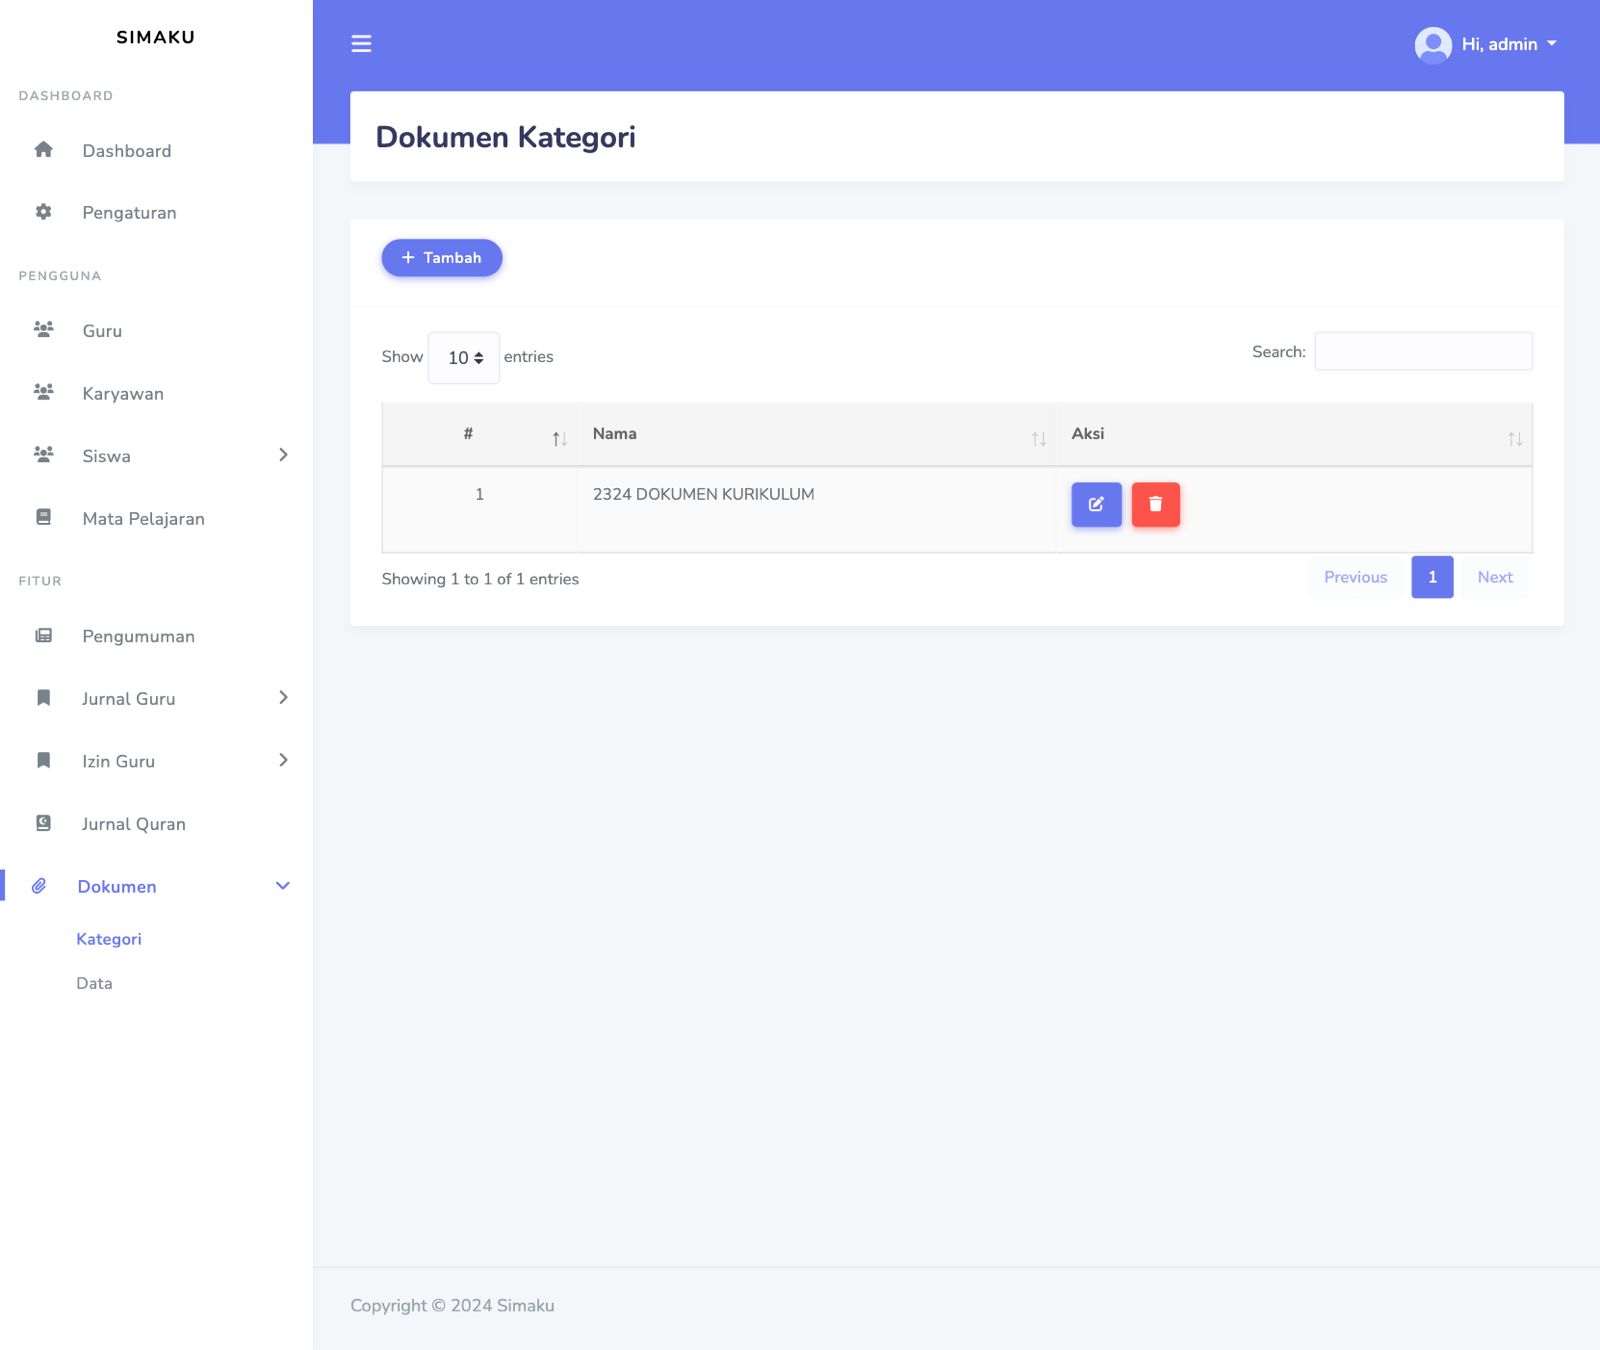 SIMAKU
DASHBOARD
Dashboard
Pengaturan
PENGGUNA
Guru
Karyawan
Siswa
Mata Pelajaran
FITUR
Pengumuman
Jurnal Guru
Izin Guru
Jurnal Quran
Dokumen
Kategori
Data
Hi, admin
Dokumen Kategori
+ Tambah
Show 10 entries
Search:
# Nama Aksi
1 2324 DOKUMEN KURIKULUM
Showing 1 to 1 of 1 entries
Previous 1 Next
Copyright © 2024 Simaku